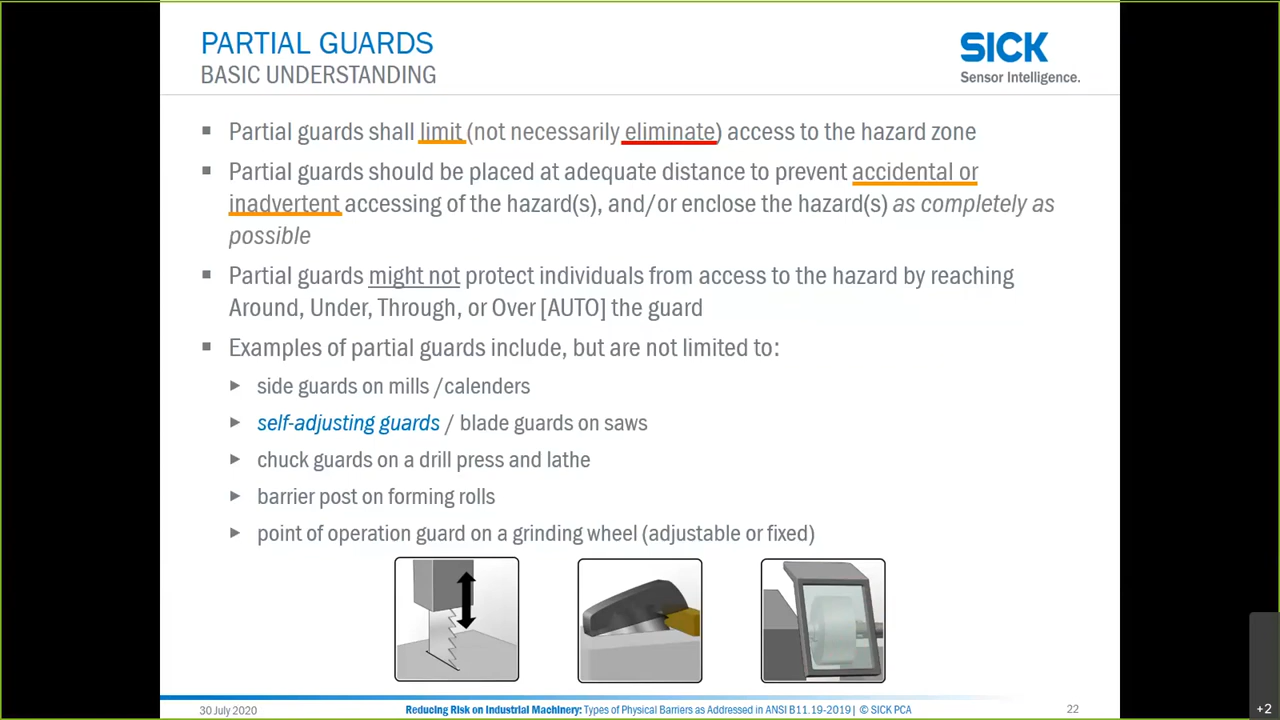 PARTIAL GUARDS
BASIC UNDERSTANDING
SICK
Sensor Intelligence.
▪ Partial guards shall limit (not necessarily eliminate) access to the hazard zone
▪ Partial guards should be placed at adequate distance to prevent accidental or
inadvertent accessing of the hazard(s), and/or enclose the hazard(s) as completely as
possible
▪ Partial guards might not protect individuals from access to the hazard by reaching
Around, Under, Through, or Over [AUTO] the guard
▪ Examples of partial guards include, but are not limited to:
► side guards on mills /calenders
► self-adjusting guards / blade guards on saws
► chuck guards on a drill press and lathe
► barrier post on forming rolls
► point of operation guard on a grinding wheel (adjustable or fixed)
30 July 2020
Reducing Risk on Industrial Machinery: Types of Physical Barriers as Addressed in ANSI B11.19-2019| © SICK PCA
22
+2